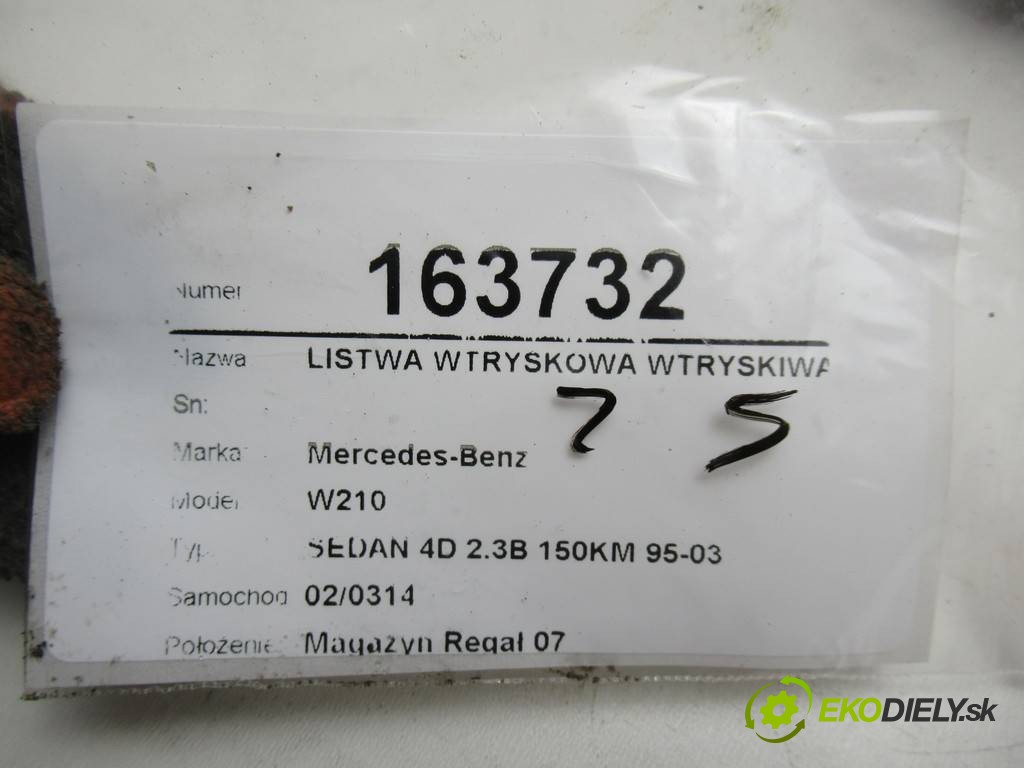 Numer 163732
Nazwa LISTWA WTRYSKOWA WTRYSKIWA
Sn: 7 5
Marka Mercedes-Benz
Model W210
Typ SEDAN 4D 2.3B 150KM 95-03
Samochod 02/0314
Położenie Magazyn Regał 07
EKODIELY.sk